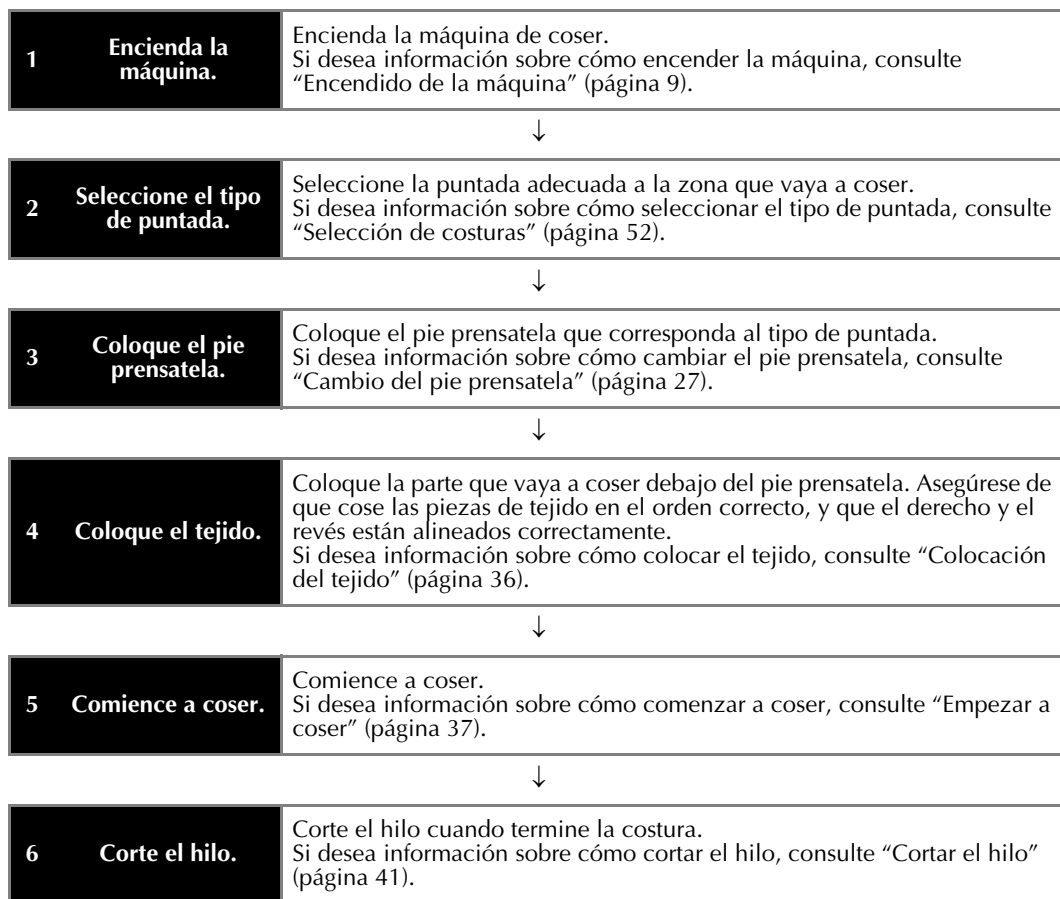 1 Encienda la
máquina.
Encienda la máquina de coser.
Si desea información sobre cómo encender la máquina, consulte
“Encendido de la máquina” (página 9).
↓
2 Seleccione el tipo
de puntada.
Seleccione la puntada adecuada a la zona que vaya a coser.
Si desea información sobre cómo seleccionar el tipo de puntada, consulte
“Selección de costuras” (página 52).
↓
3 Coloque el pie
prensatela.
Coloque el pie prensatela que corresponda al tipo de puntada.
Si desea información sobre cómo cambiar el pie prensatela, consulte
“Cambio del pie prensatela” (página 27).
↓
4 Coloque el tejido.
Coloque la parte que vaya a coser debajo del pie prensatela. Asegúrese de
que cose las piezas de tejido en el orden correcto, y que el derecho y el
revés están alineados correctamente.
Si desea información sobre cómo colocar el tejido, consulte “Colocación
del tejido” (página 36).
↓
5 Comience a coser.
Comience a coser.
Si desea información sobre cómo comenzar a coser, consulte “Empezar a
coser” (página 37).
↓
6 Corte el hilo.
Corte el hilo cuando termine la costura.
Si desea información sobre cómo cortar el hilo, consulte “Cortar el hilo”
(página 41).